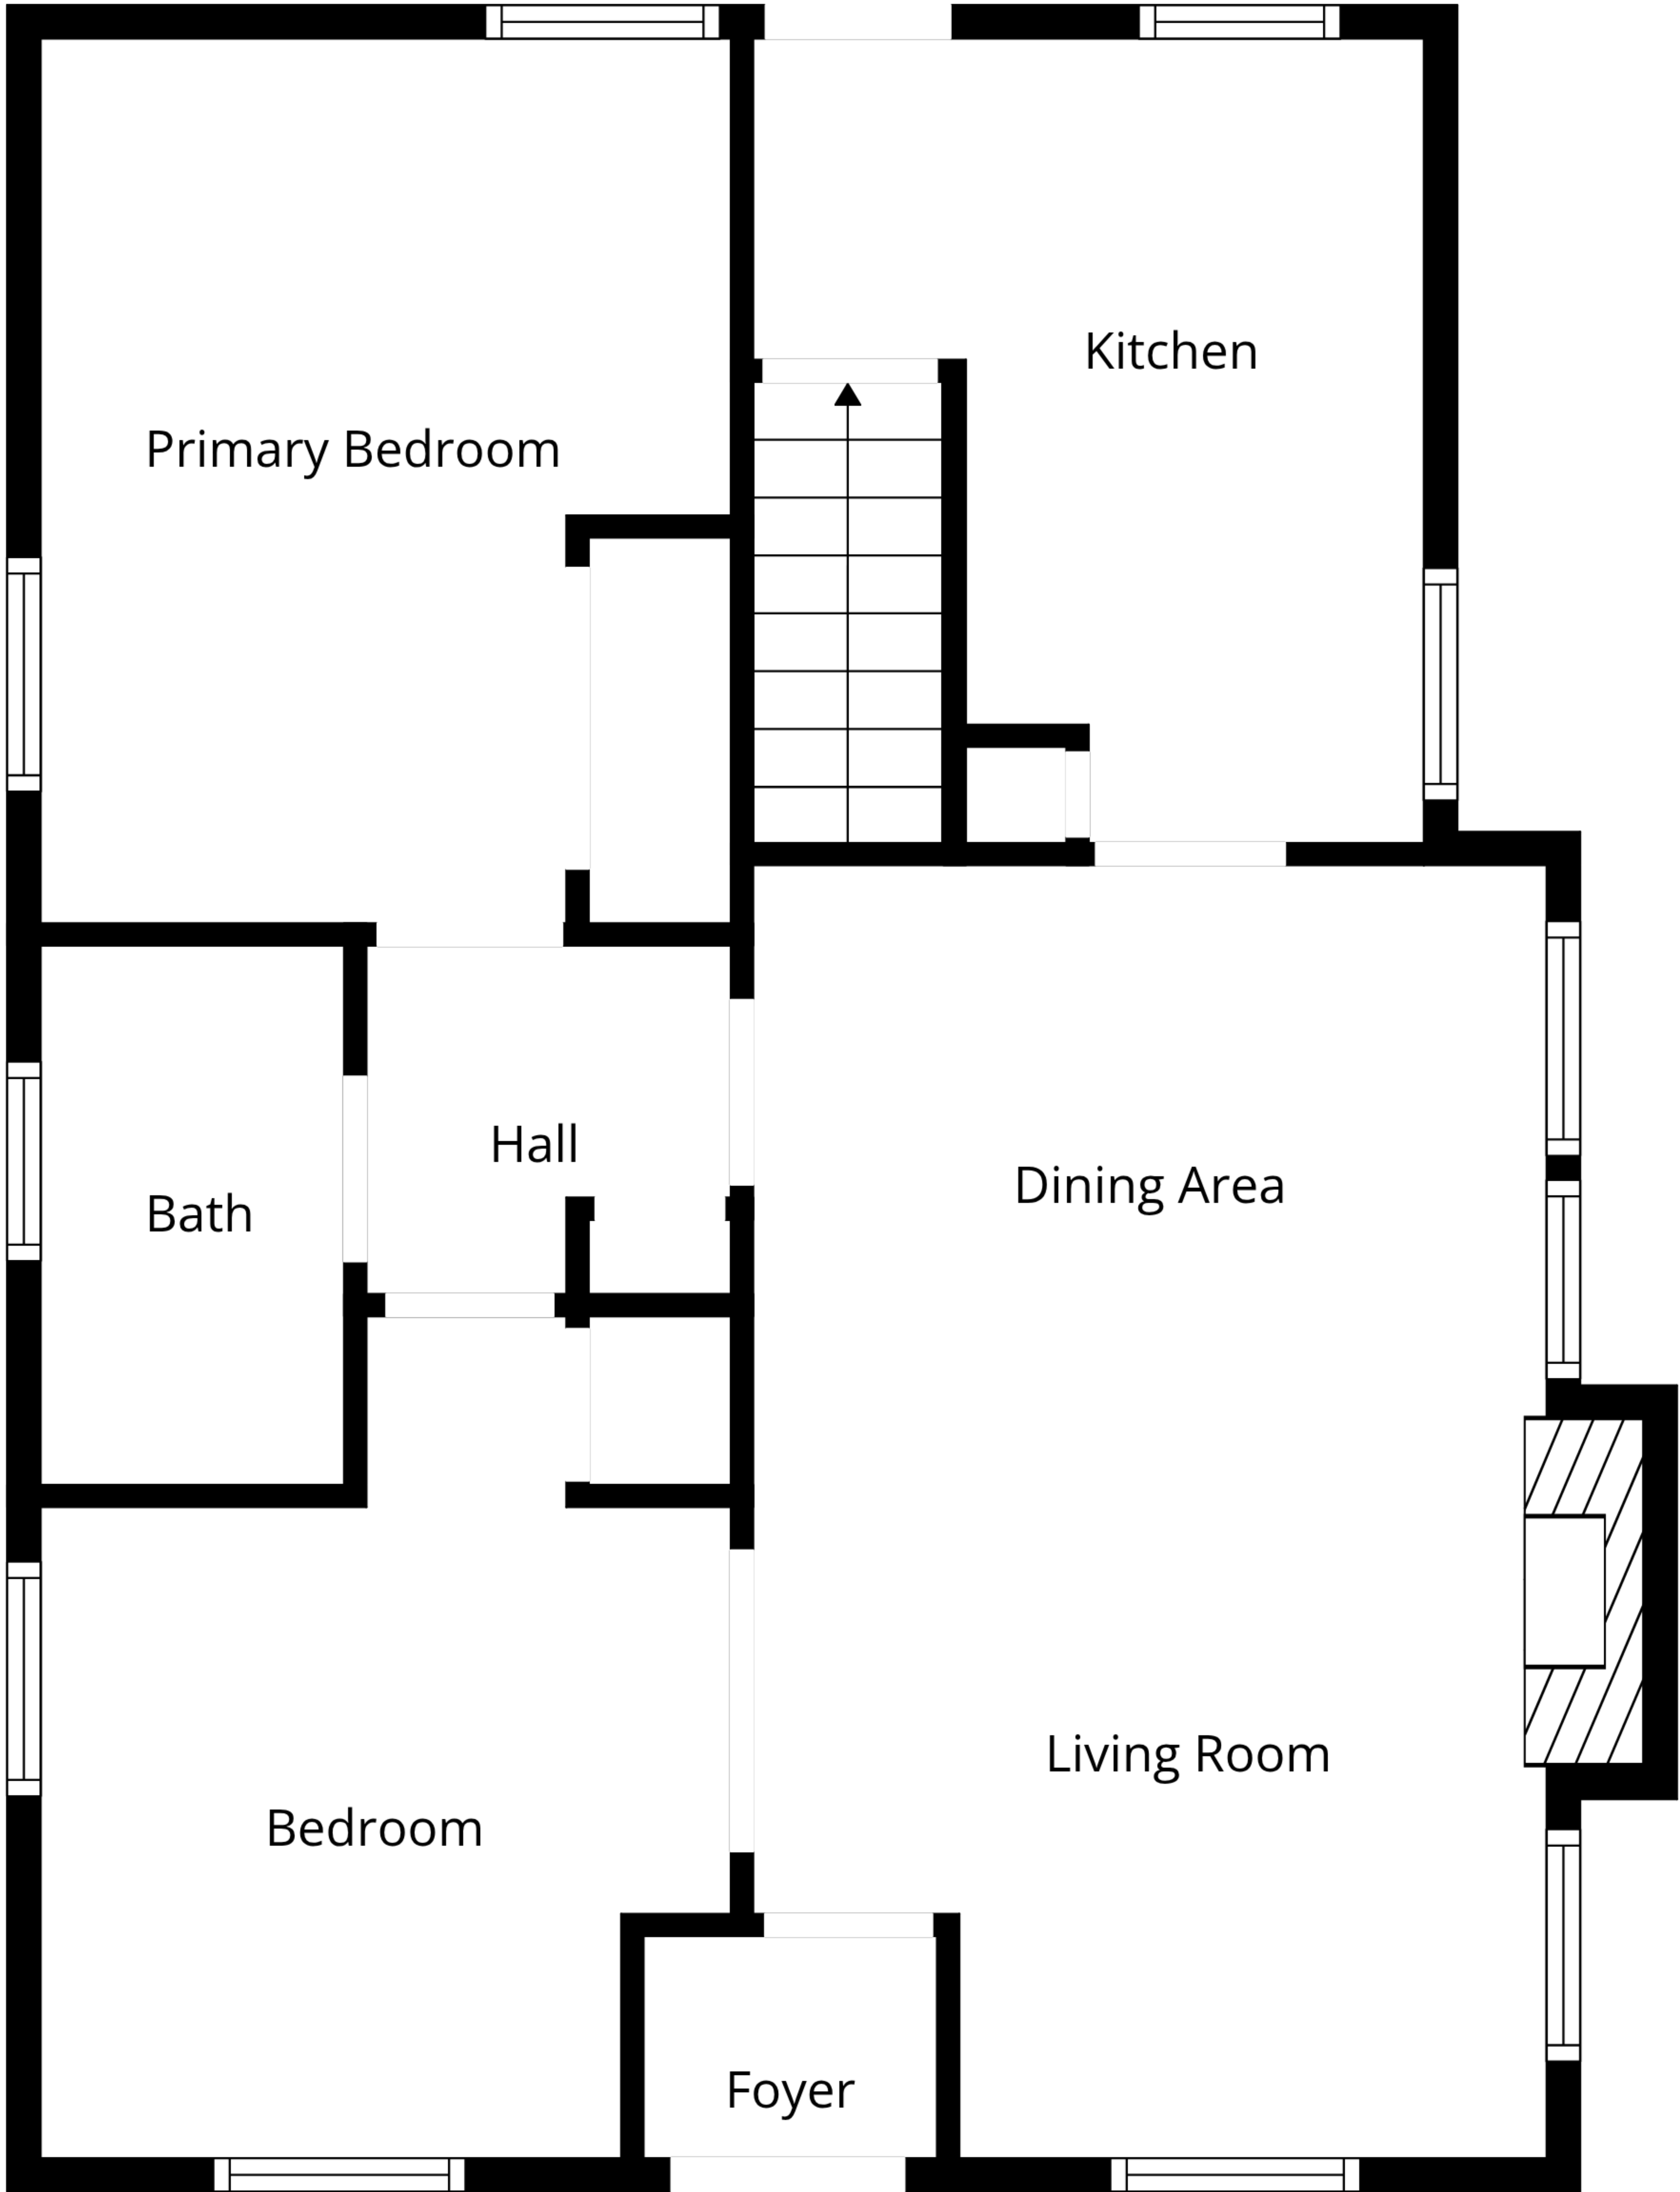 Kitchen
Primary Bedroom
Hall
Dining Area
Bath
Living Room
Bedroom
Foyer